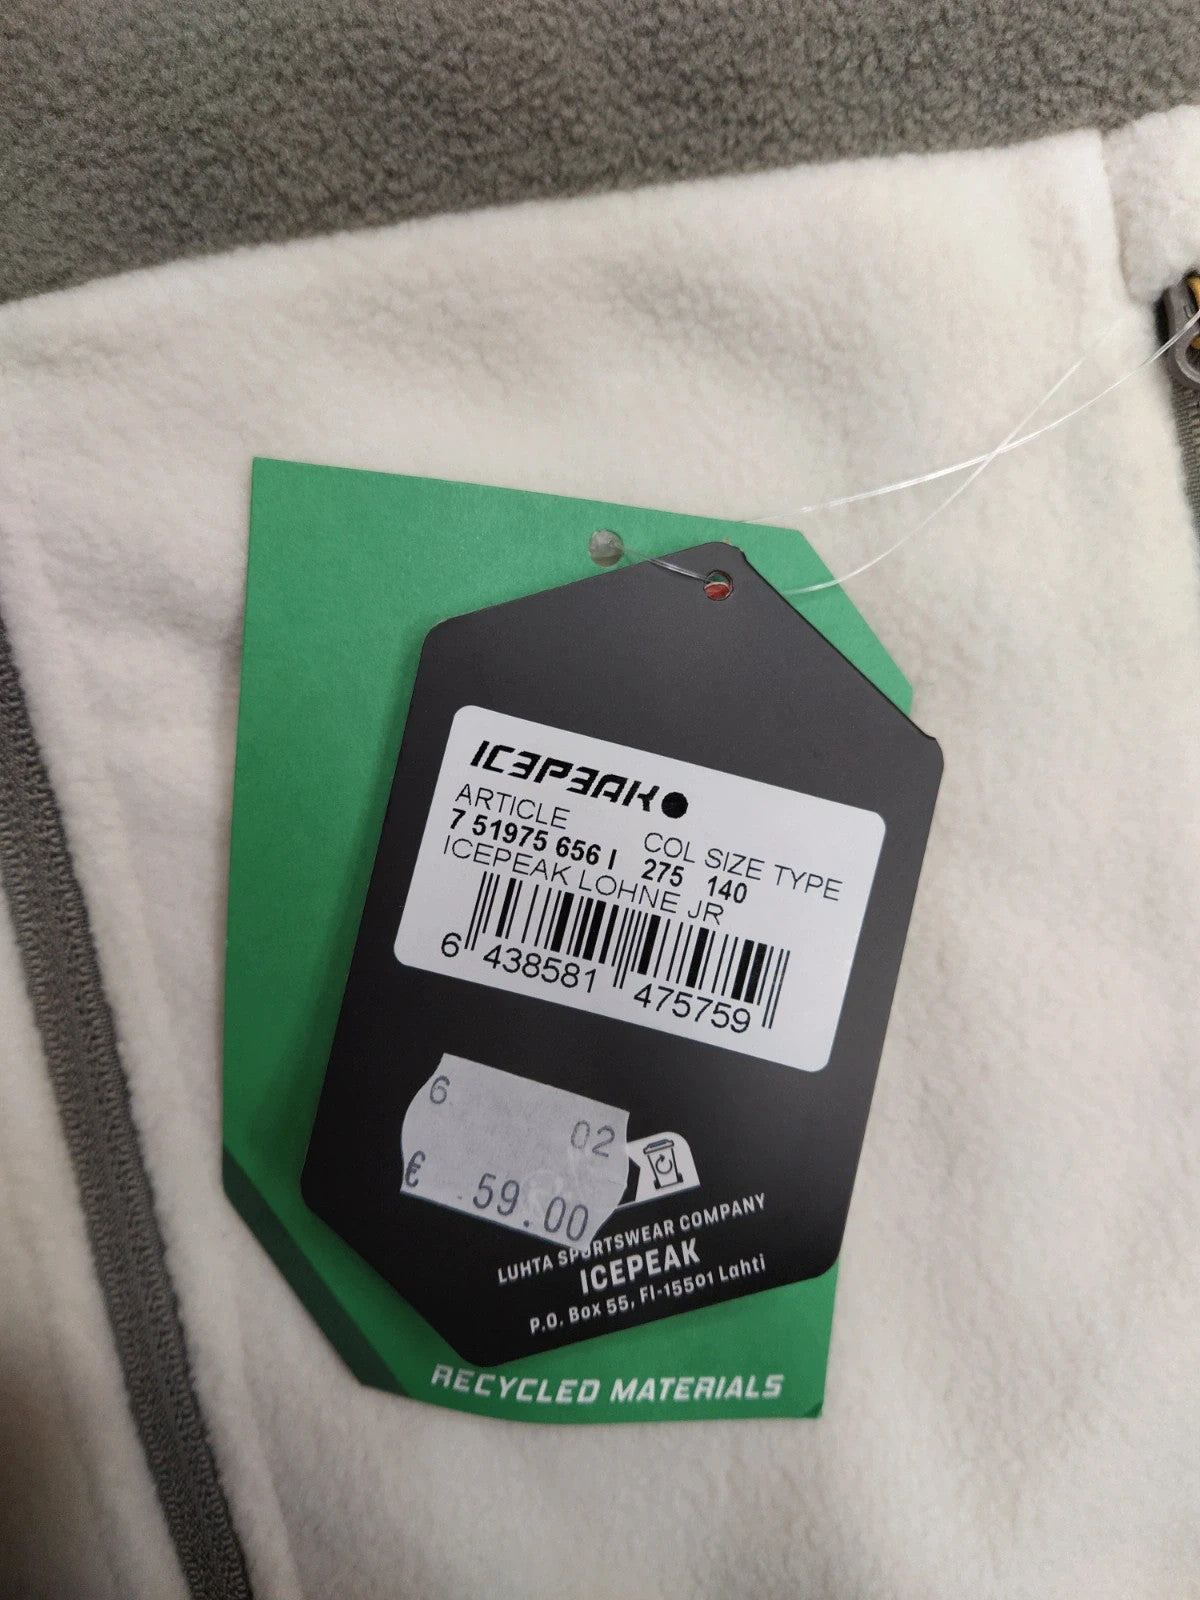 ICEPEAK
ARTICLE COL SIZE TYPE
7 51975 656 I 275 140
ICEPEAK LOHNE JR
6 438581 475759
6 02
€ 59.00
LUHTA SPORTSWEAR COMPANY
ICEPEAK
P.O. Box 55, FI-15501 Lahti
RECYCLED MATERIALS